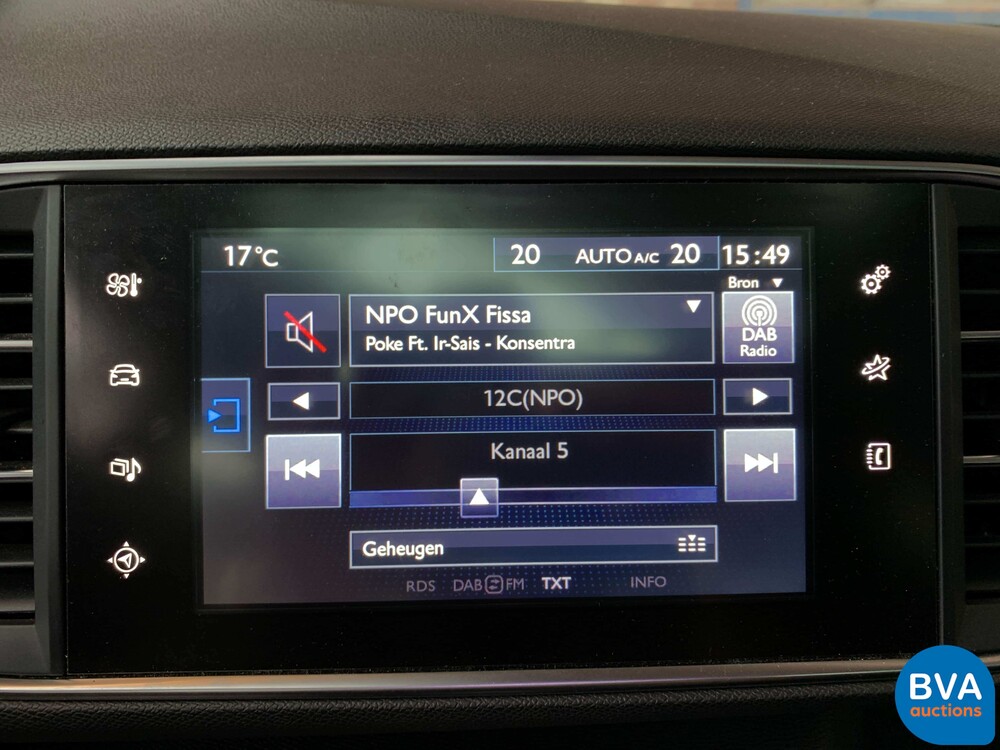 17°C 20 AUTO A/C 20 15:49
Bron
NPO FunX Fissa
Poke Ft. Ir-Sais - Konsentra
DAB
Radio
12C(NPO)
Kanaal 5
Geheugen
RDS DAB FM TXT INFO
BVA
auctions